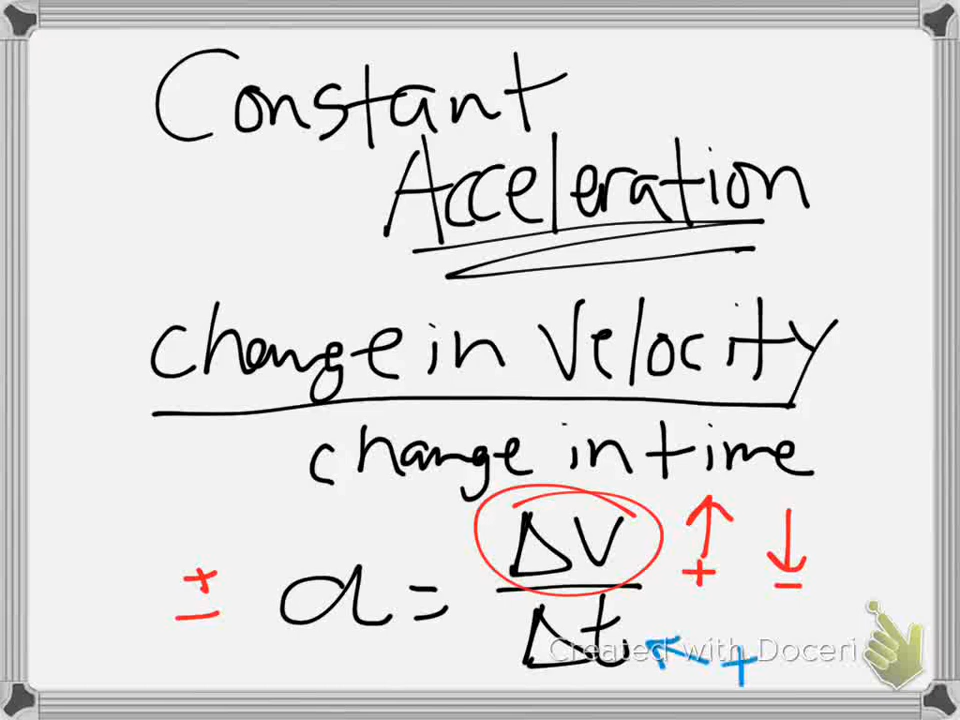 Constant
Acceleration
change in Velocity
change in time
± a = ΔV ↑ ↓
+ −
Δt ← +
Created with Doceri